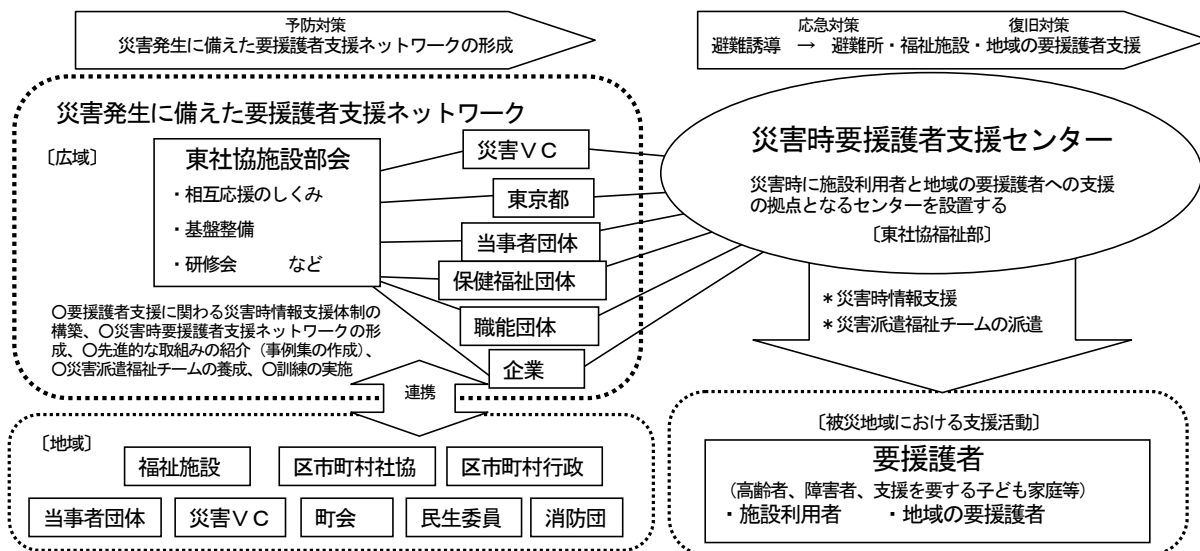 予防対策
災害発生に備えた要援護者支援ネットワークの形成
応急対策 復旧対策
避難誘導 → 避難所・福祉施設・地域の要援護者支援
災害発生に備えた要援護者支援ネットワーク
〔広域〕
東社協施設部会
・相互応援のしくみ
・基盤整備
・研修会 など
災害ＶＣ
東京都
当事者団体
保健福祉団体
職能団体
企業
〇要援護者支援に関わる災害時情報支援体制の
構築、〇災害時要援護者支援ネットワークの形
成、〇先進的な取組みの紹介（事例集の作成）、
〇災害派遣福祉チームの養成、〇訓練の実施
災害時要援護者支援センター
災害時に施設利用者と地域の要援護者への支援
の拠点となるセンターを設置する
〔東社協福祉部〕
＊災害時情報支援
＊災害派遣福祉チームの派遣
連携
〔地域〕
福祉施設 区市町村社協 区市町村行政
当事者団体 災害ＶＣ 町会 民生委員 消防団
〔被災地域における支援活動〕
要援護者
（高齢者、障害者、支援を要する子ども家庭等）
・施設利用者 ・地域の要援護者